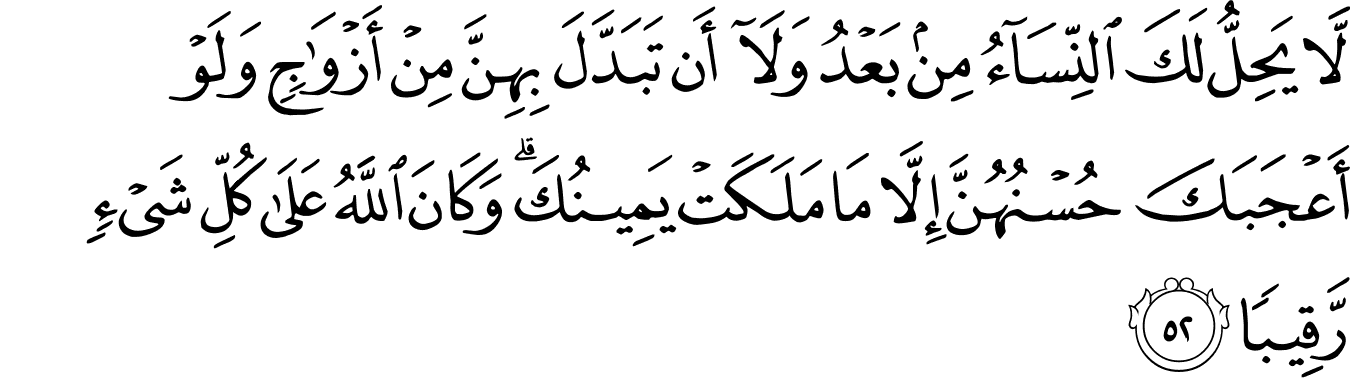 لَّا يَحِلُّ لَكَ ٱلنِّسَآءُ مِنۢ بَعْدُ وَلَآ أَن تَبَدَّلَ بِهِنَّ مِنْ أَزْوَٰجٍ وَلَوْ
أَعْجَبَكَ حُسْنُهُنَّ إِلَّا مَا مَلَكَتْ يَمِينُكَ ۗ وَكَانَ ٱللَّهُ عَلَىٰ كُلِّ شَىْءٍ
رَّقِيبًا ٥٢